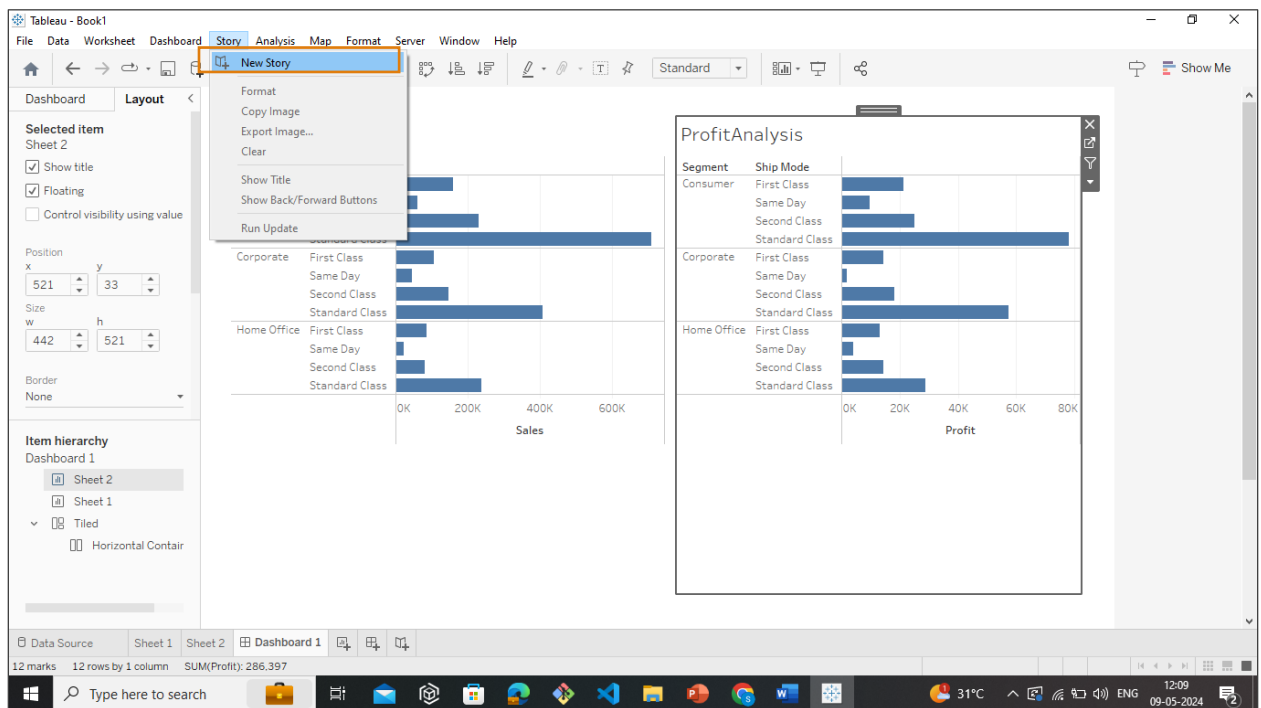 Tableau - Book1
File Data Worksheet Dashboard Story Analysis Map Format Server Window Help
New Story
Format
Copy Image
Export Image...
Clear
Show Title
Show Back/Forward Buttons
Run Update
Standard
Show Me
Dashboard Layout
Selected item
Sheet 2
Show title
Floating
Control visibility using value
Position
x y
521 33
Size
w h
442 521
Border
None
Item hierarchy
Dashboard 1
Sheet 2
Sheet 1
Tiled
Horizontal Contair
Standard Class
Corporate First Class
Same Day
Second Class
Standard Class
Home Office First Class
Same Day
Second Class
Standard Class
0K 200K 400K 600K
Sales
ProfitAnalysis
Segment Ship Mode
Consumer First Class
Same Day
Second Class
Standard Class
Corporate First Class
Same Day
Second Class
Standard Class
Home Office First Class
Same Day
Second Class
Standard Class
0K 20K 40K 60K 80K
Profit
Data Source Sheet 1 Sheet 2 Dashboard 1
12 marks 12 rows by 1 column SUM(Profit): 286,397
Type here to search
31°C ENG 12:09
09-05-2024